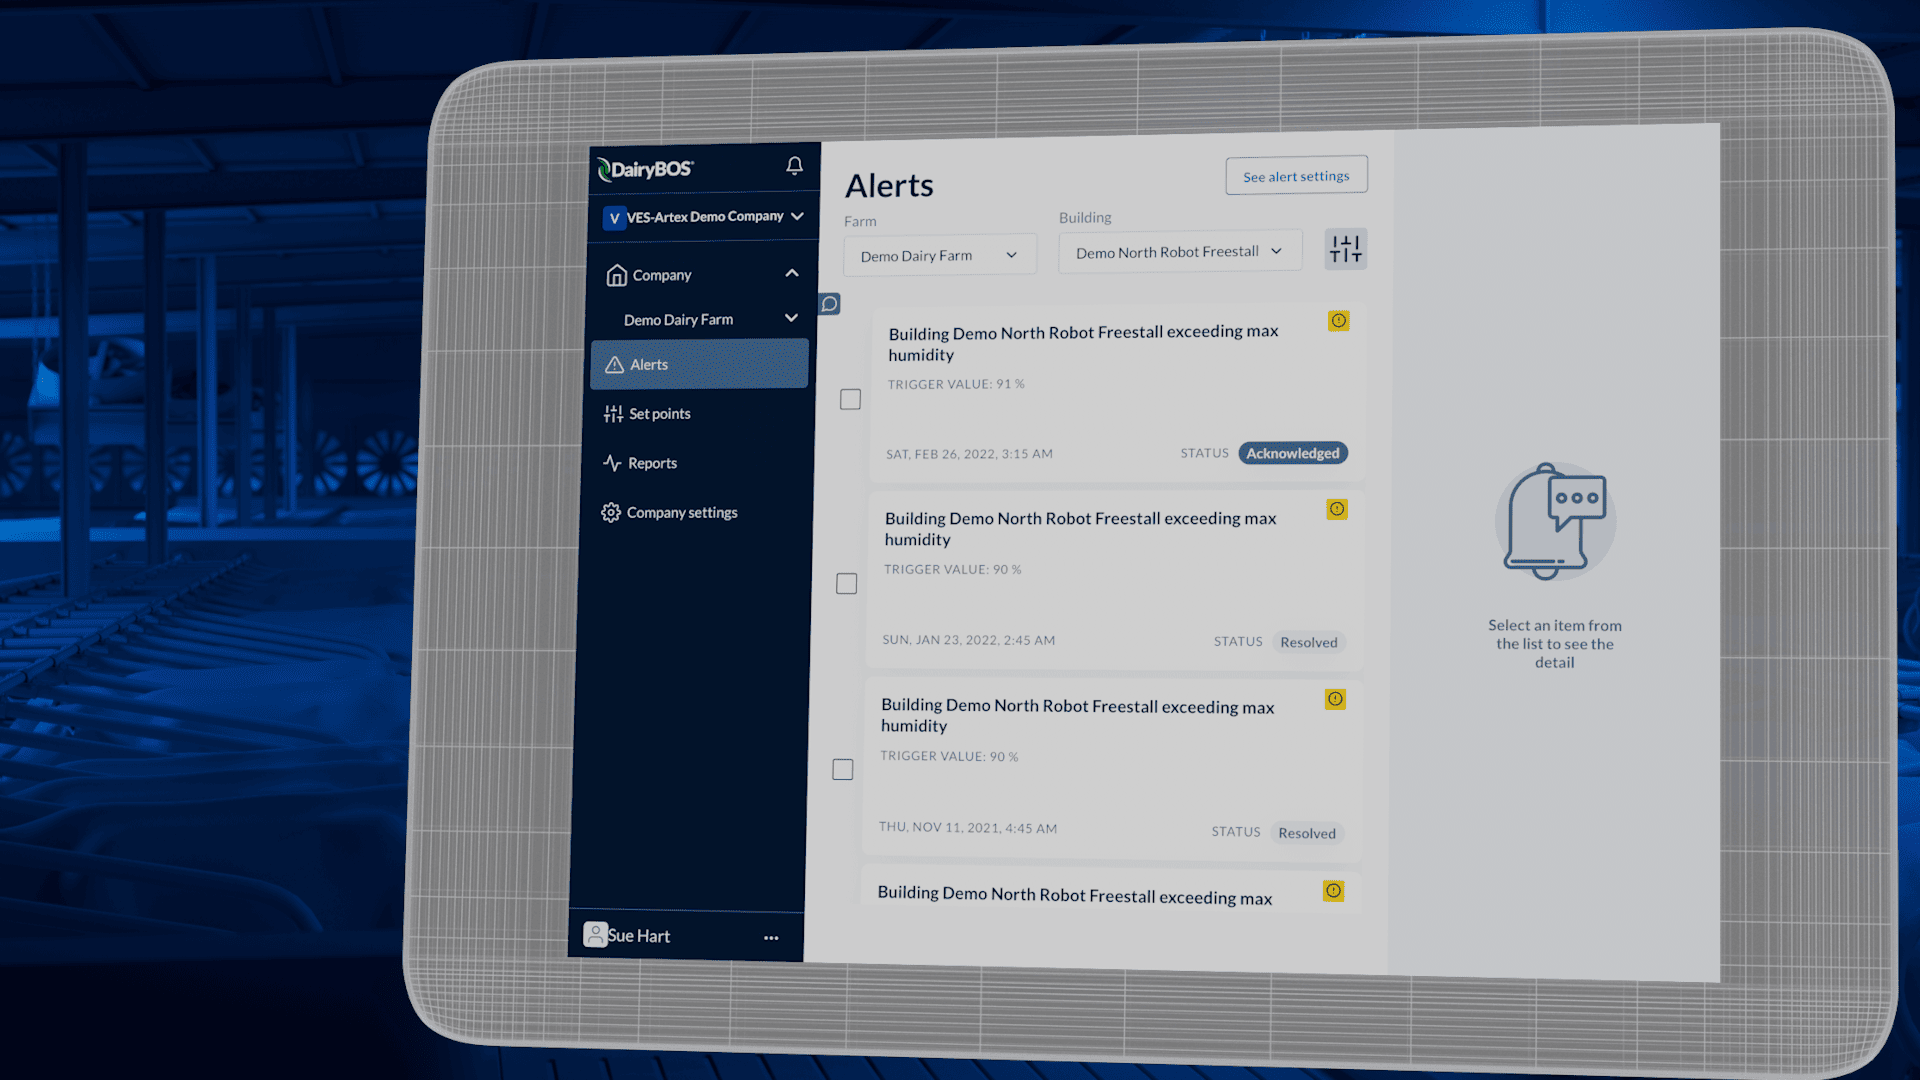 DairyBOS®
V VES-Artex Demo Company
Company
Demo Dairy Farm
Alerts
Set points
Reports
Company settings
Sue Hart
Alerts
See alert settings
Farm
Building
Demo Dairy Farm
Demo North Robot Freestall
Building Demo North Robot Freestall exceeding max
humidity
TRIGGER VALUE: 91 %
SAT, FEB 26, 2022, 3:15 AM
STATUS Acknowledged
Building Demo North Robot Freestall exceeding max
humidity
TRIGGER VALUE: 90 %
SUN, JAN 23, 2022, 2:45 AM
STATUS Resolved
Building Demo North Robot Freestall exceeding max
humidity
TRIGGER VALUE: 90 %
THU, NOV 11, 2021, 4:45 AM
STATUS Resolved
Building Demo North Robot Freestall exceeding max
Select an item from
the list to see the
detail